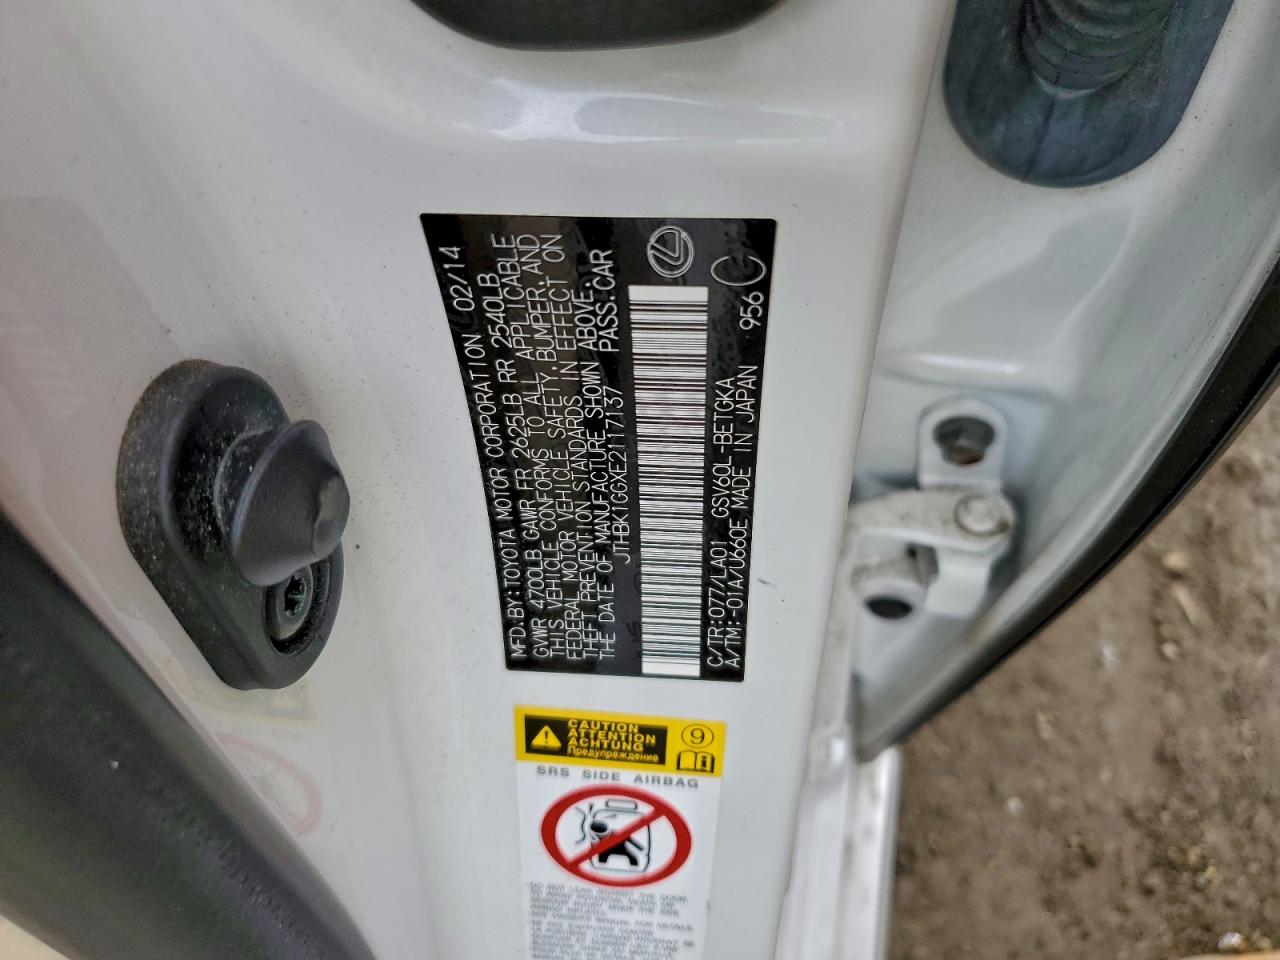 MFD.BY:TOYOTA MOTOR CORPORATION 02/14
GVWR 4700LB GAWR FR 2625LB RR 2540LB
THIS VEHICLE CONFORMS TO ALL APPLICABLE
FEDERAL MOTOR VEHICLE SAFETY, BUMPER, AND
THEFT PREVENTION STANDARDS IN EFFECT ON
THE DATE OF MANUFACTURE SHOWN ABOVE.
JTHBK1GGXE2117137 PASS.CAR
C/TR:077/LA01 GSV60L-BETGKA
A/TM:-01A/U660E MADE IN JAPAN 956
CAUTION
ATTENTION
ACHTUNG
Предупреждение
9
SRS SIDE AIRBAG